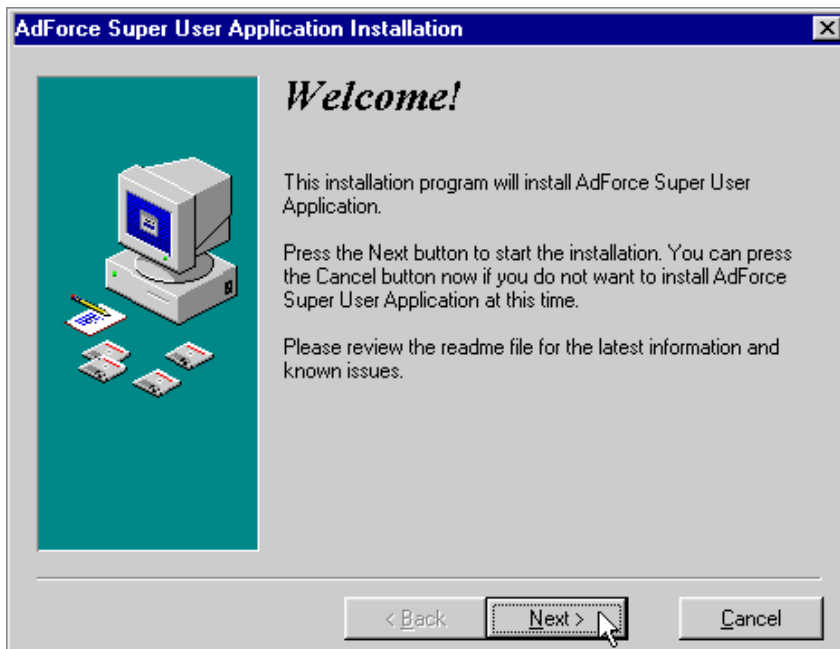 AdForce Super User Application Installation
Welcome!
This installation program will install AdForce Super User
Application.
Press the Next button to start the installation. You can press
the Cancel button now if you do not want to install AdForce
Super User Application at this time.
Please review the readme file for the latest information and
known issues.
< Back
Next >
Cancel